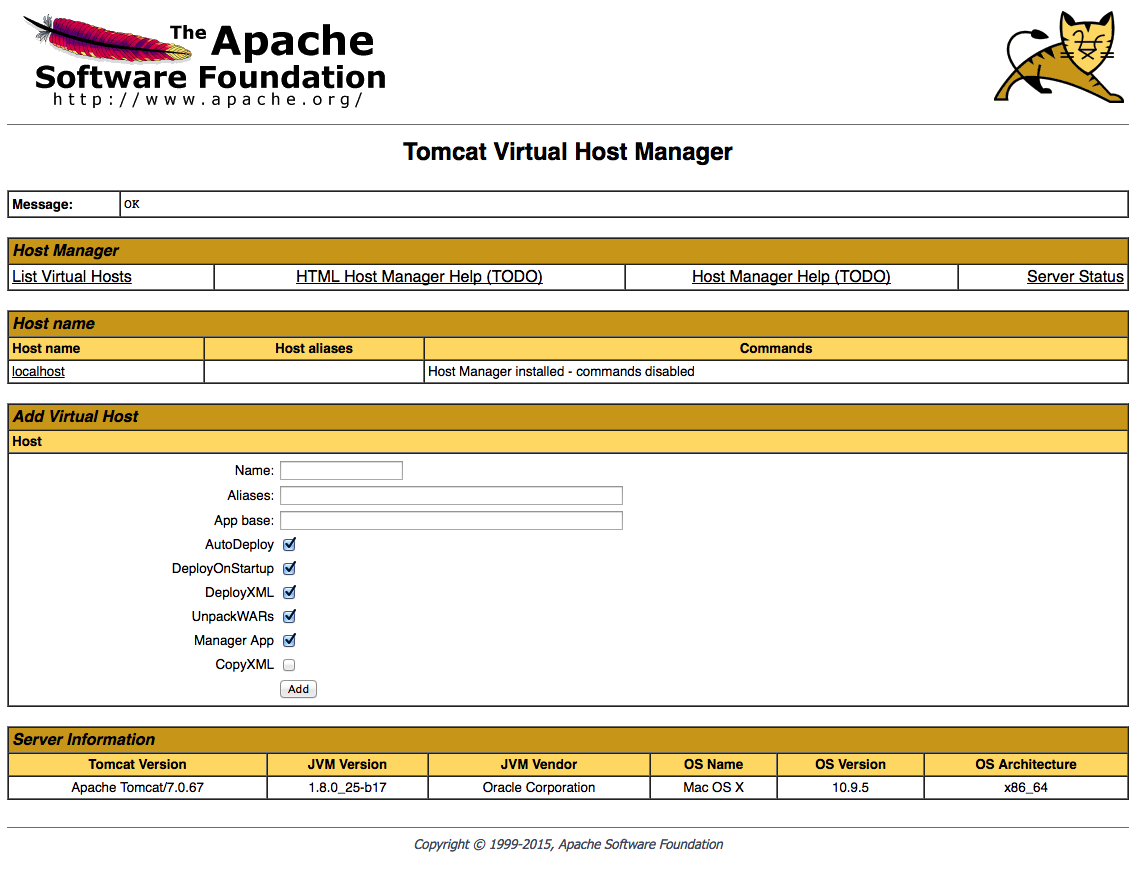 The Apache
Software Foundation
http://www.apache.org/
Tomcat Virtual Host Manager
Message: OK
Host Manager
List Virtual Hosts HTML Host Manager Help (TODO) Host Manager Help (TODO) Server Status
Host name
Host name Host aliases Commands
localhost Host Manager installed - commands disabled
Add Virtual Host
Host
Name:
Aliases:
App base:
AutoDeploy
DeployOnStartup
DeployXML
UnpackWARs
Manager App
CopyXML
Add
Server Information
Tomcat Version JVM Version JVM Vendor OS Name OS Version OS Architecture
Apache Tomcat/7.0.67 1.8.0_25-b17 Oracle Corporation Mac OS X 10.9.5 x86_64
Copyright © 1999-2015, Apache Software Foundation